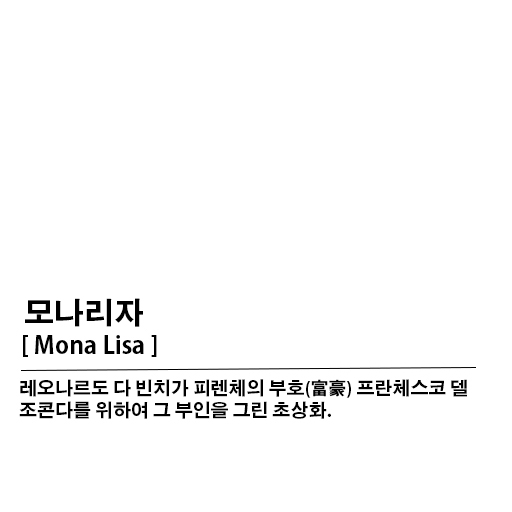 모나리자
[ Mona Lisa ]
레오나르도 다 빈치가 피렌체의 부호(富豪) 프란체스코 델
조콘다를 위하여 그 부인을 그린 초상화.